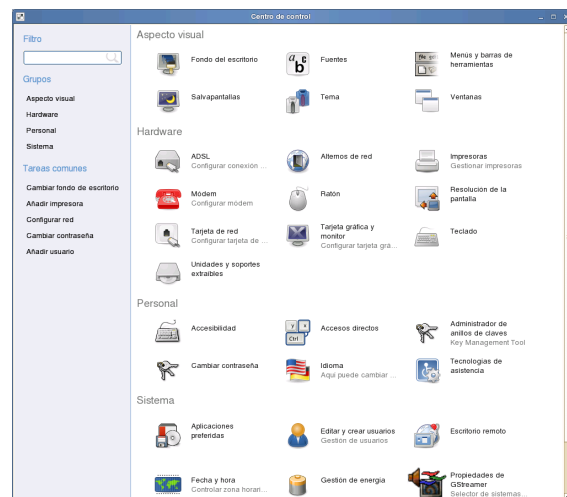 Centro de control
Filtro
Grupos
Aspecto visual
Hardware
Personal
Sistema
Tareas comunes
Cambiar fondo de escritorio
Añadir impresora
Configurar red
Cambiar contraseña
Añadir usuario
Aspecto visual
Fondo del escritorio
Fuentes
Menús y barras de
herramientas
Salvapantallas
Tema
Ventanas
Hardware
ADSL
Configurar conexión ...
Alternos de red
Impresoras
Gestionar impresoras
Módem
Configurar módem
Ratón
Resolución de la
pantalla
Tarjeta de red
Configurar tarjeta de ...
Tarjeta gráfica y
monitor
Configurar tarjeta grá...
Teclado
Unidades y soportes
extraíbles
Personal
Accesibilidad
Ctrl
Accesos directos
Administrador de
anillos de claves
Key Management Tool
Cambiar contraseña
Idioma
Aqui puede cambiar ...
Tecnologías de
asistencia
Sistema
Aplicaciones
preferidas
Editar y crear usuarios
Gestión de usuarios
Escritorio remoto
Fecha y hora
Controlar zona horari...
Gestión de energía
Propiedades de
GStreamer
Selector de sistemas...